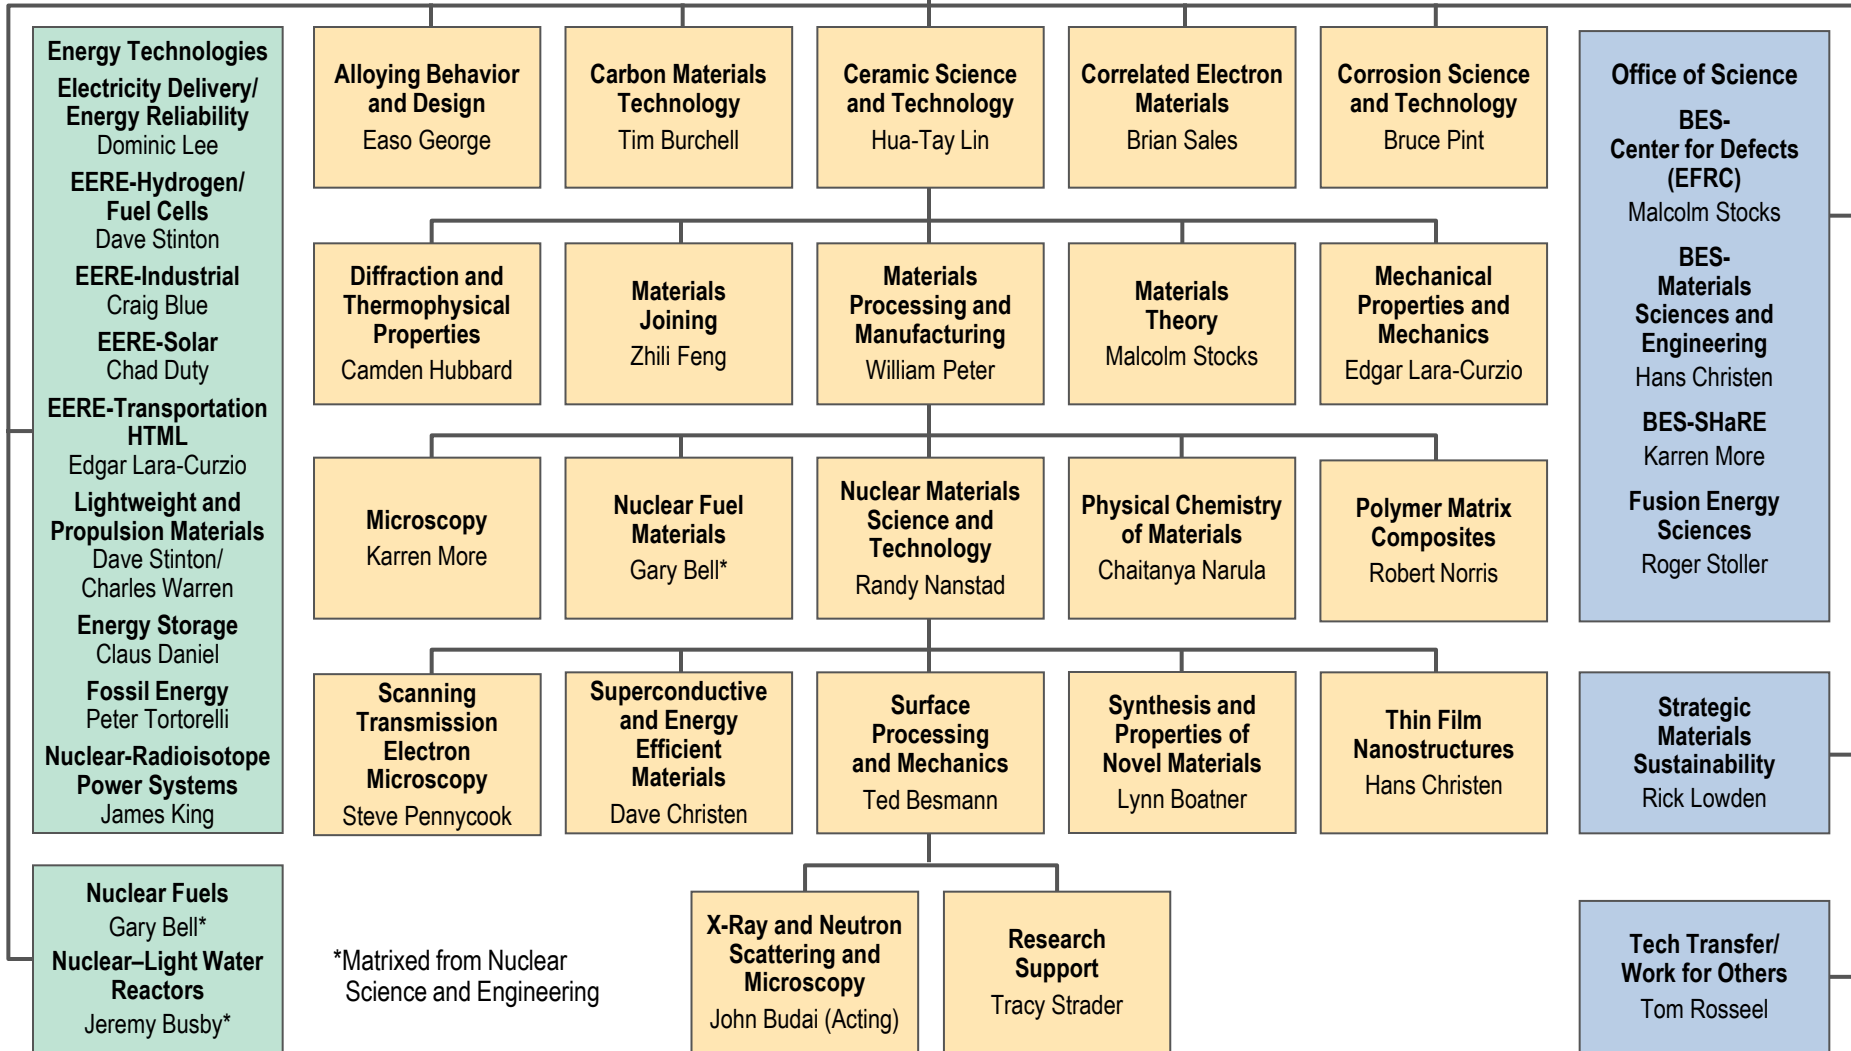 Energy Technologies
Electricity Delivery/
Energy Reliability
Dominic Lee
EERE-Hydrogen/
Fuel Cells
Dave Stinton
EERE-Industrial
Craig Blue
EERE-Solar
Chad Duty
EERE-Transportation
HTML
Edgar Lara-Curzio
Lightweight and
Propulsion Materials
Dave Stinton/
Charles Warren
Energy Storage
Claus Daniel
Fossil Energy
Peter Tortorelli
Nuclear-Radioisotope
Power Systems
James King
Nuclear Fuels
Gary Bell*
Nuclear–Light Water
Reactors
Jeremy Busby*
Alloying Behavior
and Design
Easo George
Carbon Materials
Technology
Tim Burchell
Ceramic Science
and Technology
Hua-Tay Lin
Correlated Electron
Materials
Brian Sales
Corrosion Science
and Technology
Bruce Pint
Diffraction and
Thermophysical
Properties
Camden Hubbard
Materials
Joining
Zhili Feng
Materials
Processing and
Manufacturing
William Peter
Materials
Theory
Malcolm Stocks
Mechanical
Properties and
Mechanics
Edgar Lara-Curzio
Microscopy
Karren More
Nuclear Fuel
Materials
Gary Bell*
Nuclear Materials
Science and
Technology
Randy Nanstad
Physical Chemistry
of Materials
Chaitanya Narula
Polymer Matrix
Composites
Robert Norris
Scanning
Transmission
Electron
Microscopy
Steve Pennycook
Superconductive
and Energy
Efficient
Materials
Dave Christen
Surface
Processing
and Mechanics
Ted Besmann
Synthesis and
Properties of
Novel Materials
Lynn Boatner
Thin Film
Nanostructures
Hans Christen
X-Ray and Neutron
Scattering and
Microscopy
John Budai (Acting)
Research
Support
Tracy Strader
*Matrixed from Nuclear
Science and Engineering
Office of Science
BES-
Center for Defects
(EFRC)
Malcolm Stocks
BES-
Materials
Sciences and
Engineering
Hans Christen
BES-SHaRE
Karren More
Fusion Energy
Sciences
Roger Stoller
Strategic
Materials
Sustainability
Rick Lowden
Tech Transfer/
Work for Others
Tom Rosseel